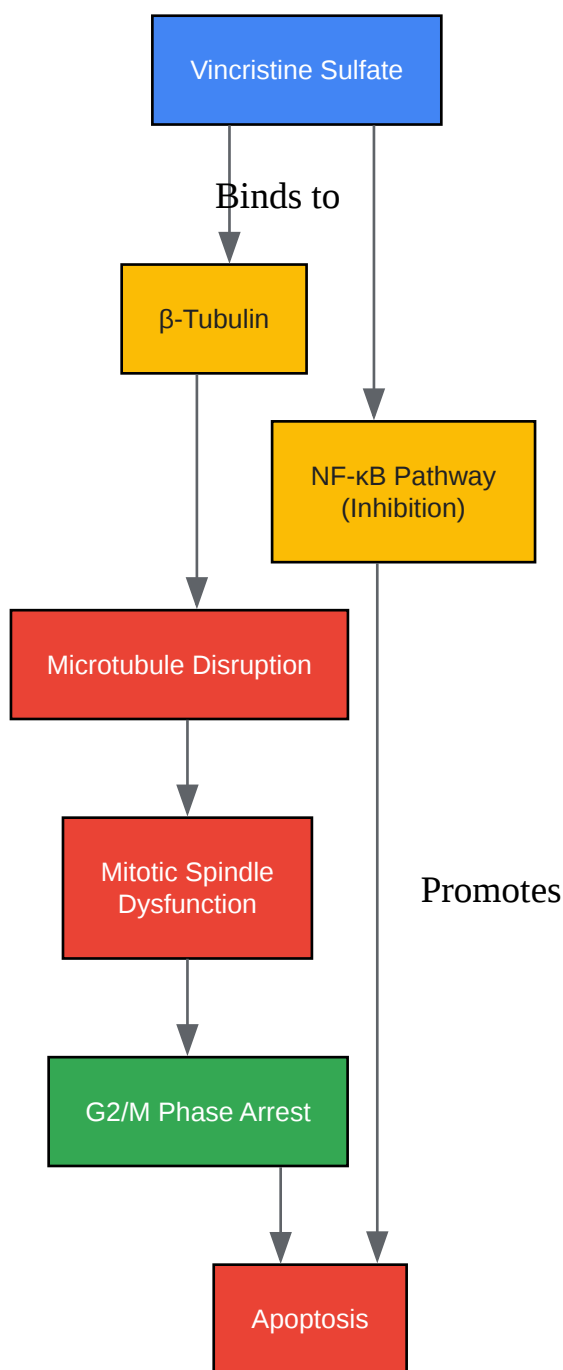 Vincristine Sulfate
Binds to
β-Tubulin
NF-κB Pathway
(Inhibition)
Microtubule Disruption
Mitotic Spindle
Dysfunction
Promotes
G2/M Phase Arrest
Apoptosis